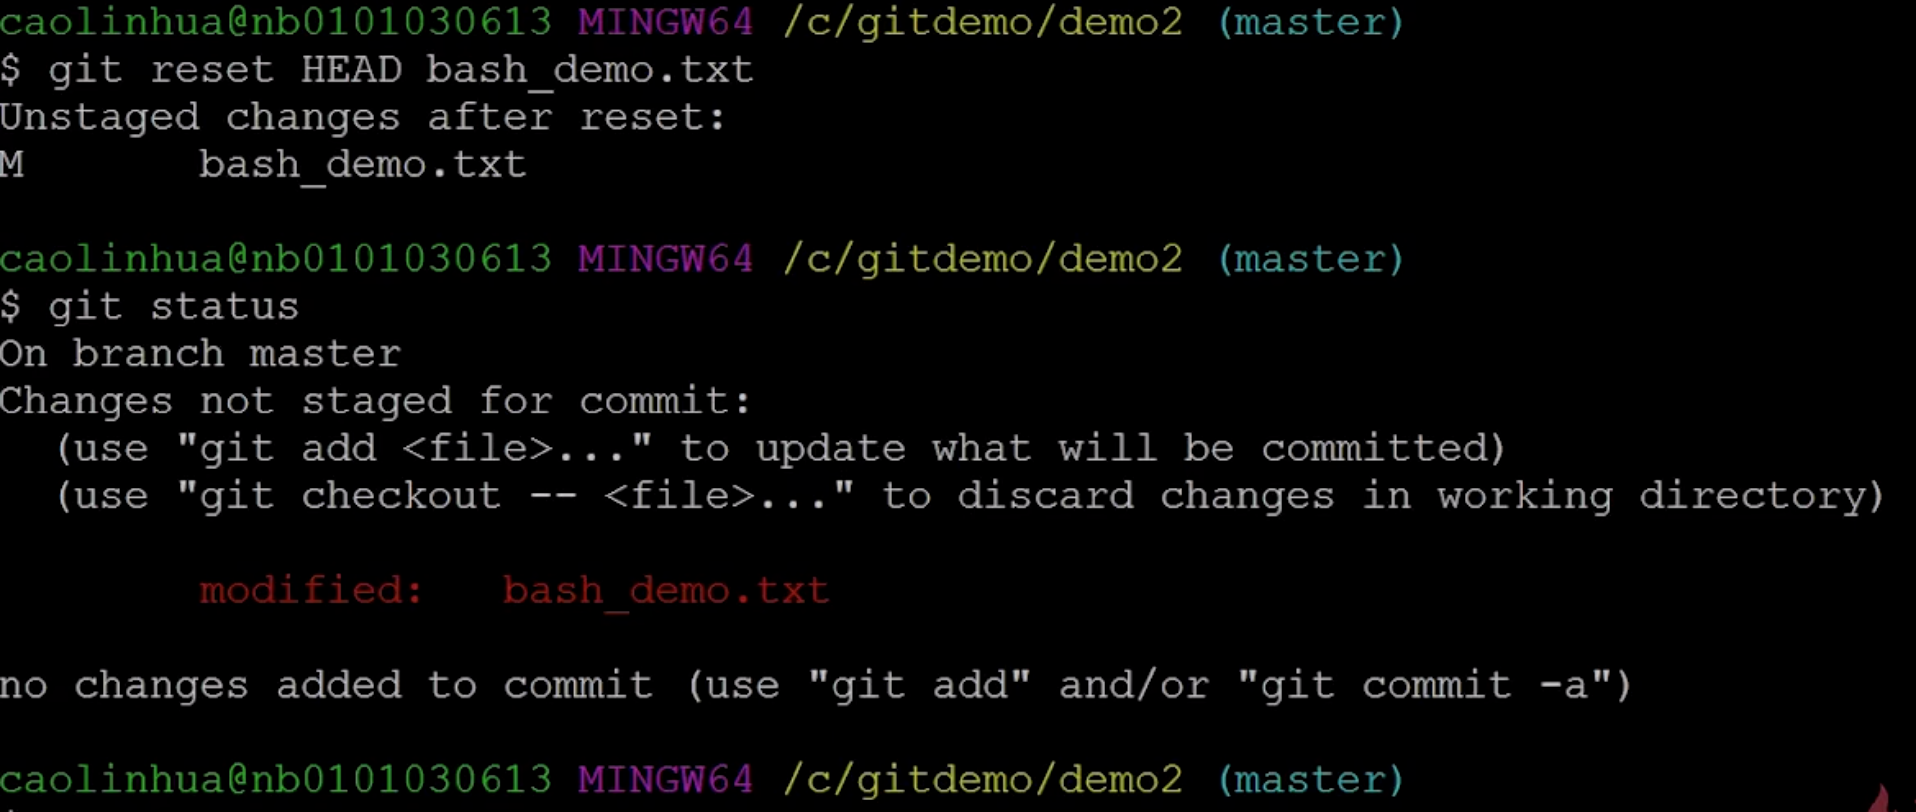 caolinhua@nb0101030613 MINGW64 /c/gitdemo/demo2 (master)
$ git reset HEAD bash_demo.txt
Unstaged changes after reset:
M       bash_demo.txt
caolinhua@nb0101030613 MINGW64 /c/gitdemo/demo2 (master)
$ git status
On branch master
Changes not staged for commit:
  (use "git add <file>..." to update what will be committed)
  (use "git checkout -- <file>..." to discard changes in working directory)
        modified:   bash_demo.txt
no changes added to commit (use "git add" and/or "git commit -a")
caolinhua@nb0101030613 MINGW64 /c/gitdemo/demo2 (master)